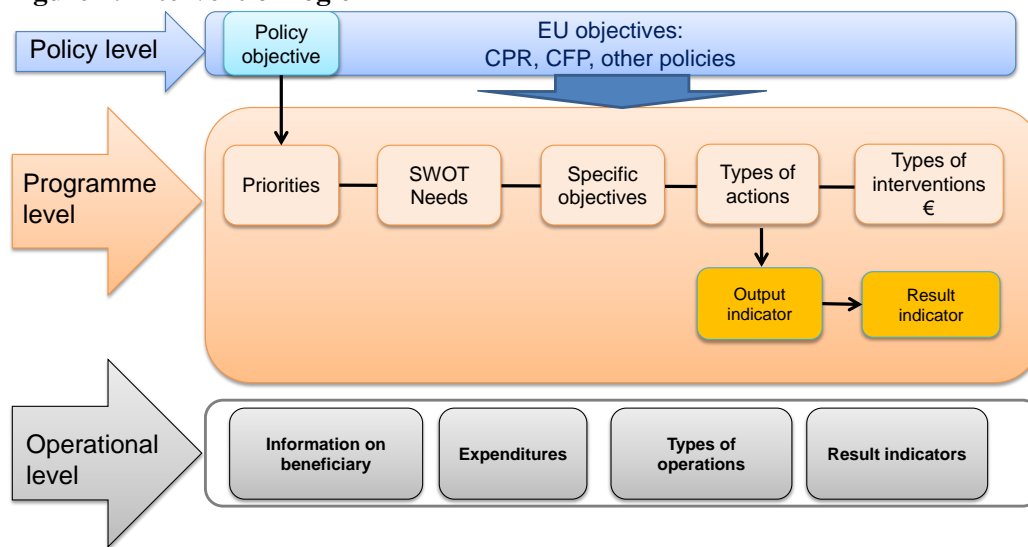 Policy level
Policy
objective
EU objectives:
CPR, CFP, other policies
Programme
level
Priorities
SWOT
Needs
Specific
objectives
Types of
actions
Types of
interventions
€
Output
indicator
Result
indicator
Operational
level
Information on
beneficiary
Expenditures
Types of
operations
Result indicators